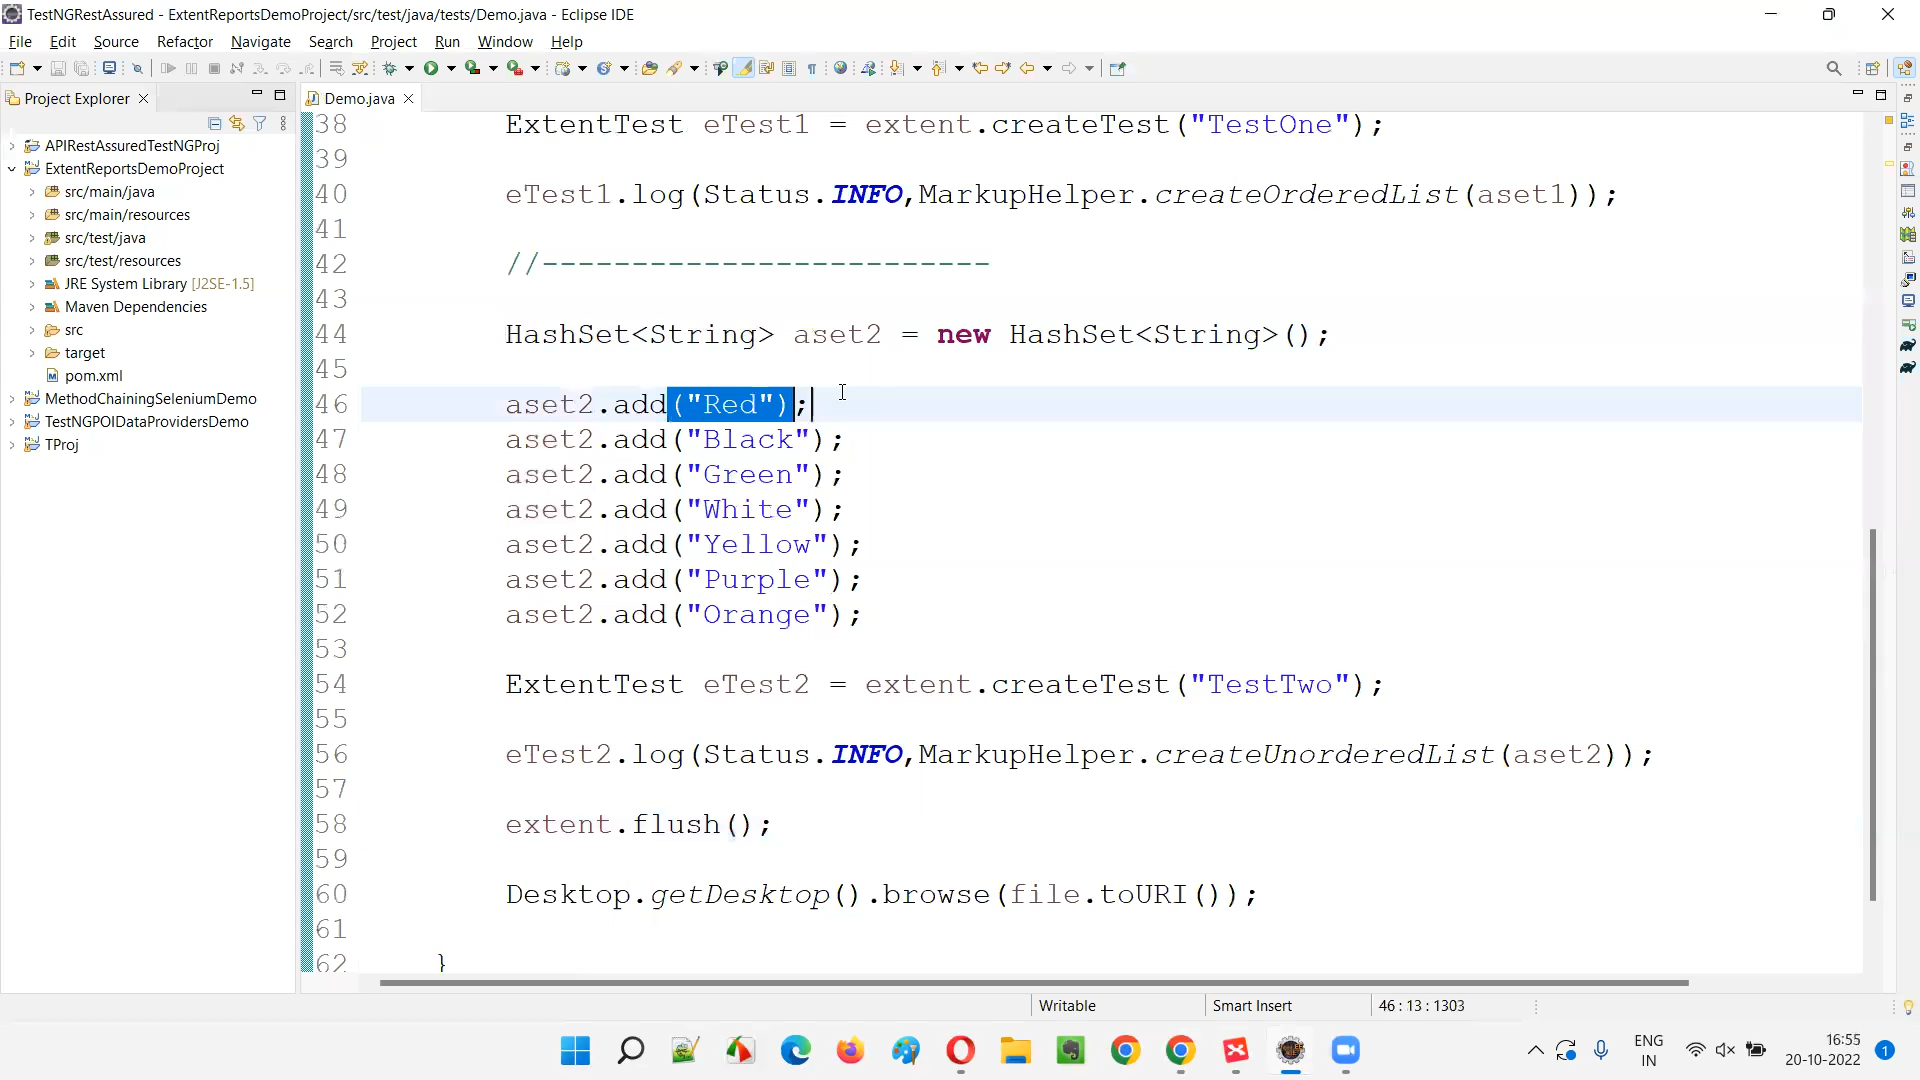 TestNGRestAssured - ExtentReportsDemoProject/src/test/java/tests/Demo.java - Eclipse IDE
File Edit Source Refactor Navigate Search Project Run Window Help
Project Explorer
Demo.java
APIRestAssuredTestNGProj
ExtentReportsDemoProject
src/main/java
src/main/resources
src/test/java
src/test/resources
JRE System Library [J2SE-1.5]
Maven Dependencies
src
target
pom.xml
MethodChainingSeleniumDemo
TestNGPOIDataProvidersDemo
TProj
38 ExtentTest eTest1 = extent.createTest("TestOne");
39
40 eTest1.log(Status.INFO,MarkupHelper.createOrderedList(aset1));
41
42 //-------------------------
43
44 HashSet<String> aset2 = new HashSet<String>();
45
46 aset2.add("Red");
47 aset2.add("Black");
48 aset2.add("Green");
49 aset2.add("White");
50 aset2.add("Yellow");
51 aset2.add("Purple");
52 aset2.add("Orange");
53
54 ExtentTest eTest2 = extent.createTest("TestTwo");
55
56 eTest2.log(Status.INFO,MarkupHelper.createUnorderedList(aset2));
57
58 extent.flush();
59
60 Desktop.getDesktop().browse(file.toURI());
61
62 }
Writable Smart Insert 46 : 13 : 1303
ENG
IN
16:55
20-10-2022
1